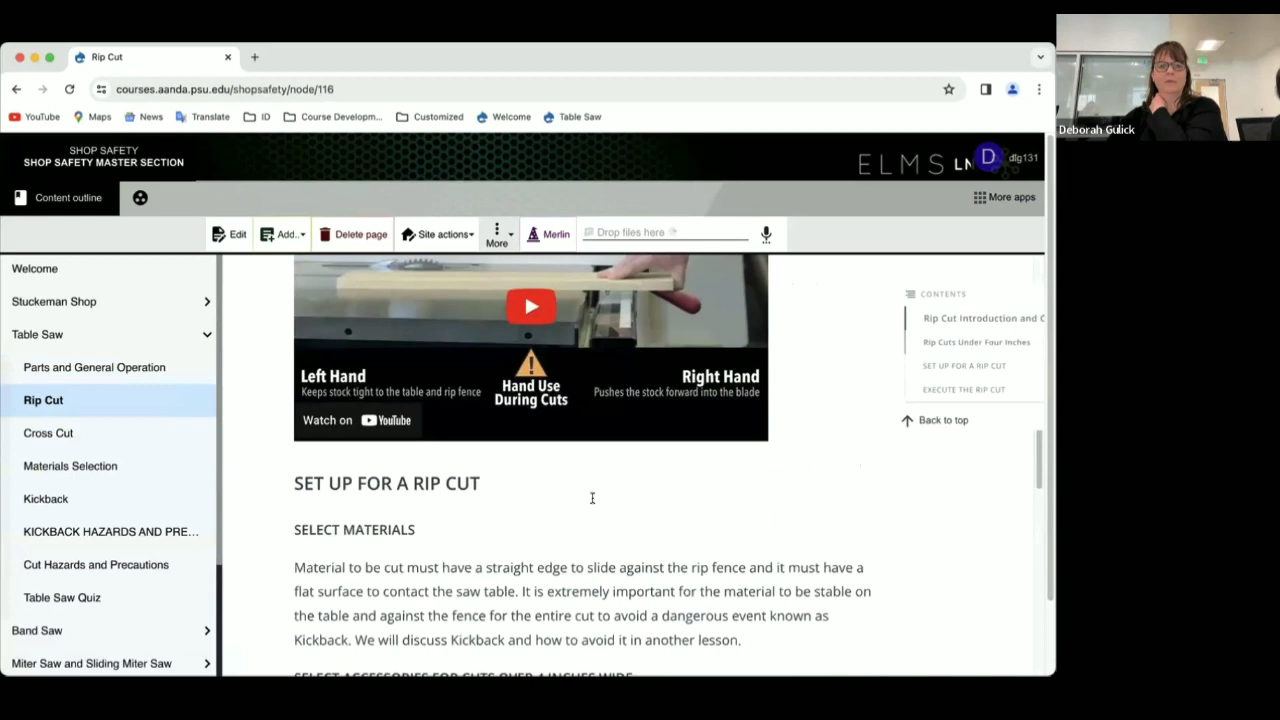 Rip Cut
courses.aanda.psu.edu/shopsafety/node/116
YouTube Maps News Translate ID Course Developm... Customized Welcome Table Saw
SHOP SAFETY
SHOP SAFETY MASTER SECTION
ELMS LN D dlg131
Content outline
More apps
Edit Add.. Delete page Site actions More Merlin Drop files here
Welcome
Stuckeman Shop
Table Saw
Parts and General Operation
Rip Cut
Cross Cut
Materials Selection
Kickback
KICKBACK HAZARDS AND PRE...
Cut Hazards and Precautions
Table Saw Quiz
Band Saw
Miter Saw and Sliding Miter Saw
Left Hand
Keeps stock tight to the table and rip fence
Hand Use
During Cuts
Right Hand
Pushes the stock forward into the blade
Watch on YouTube
SET UP FOR A RIP CUT
SELECT MATERIALS
Material to be cut must have a straight edge to slide against the rip fence and it must have a
flat surface to contact the saw table. It is extremely important for the material to be stable on
the table and against the fence for the entire cut to avoid a dangerous event known as
Kickback. We will discuss Kickback and how to avoid it in another lesson.
SELECT ACCESSORIES FOR CUTS OVER 4 INCHES WIDE
CONTENTS
Rip Cut Introduction and C
Rip Cuts Under Four Inches
SET UP FOR A RIP CUT
EXECUTE THE RIP CUT
Back to top
Deborah Gulick